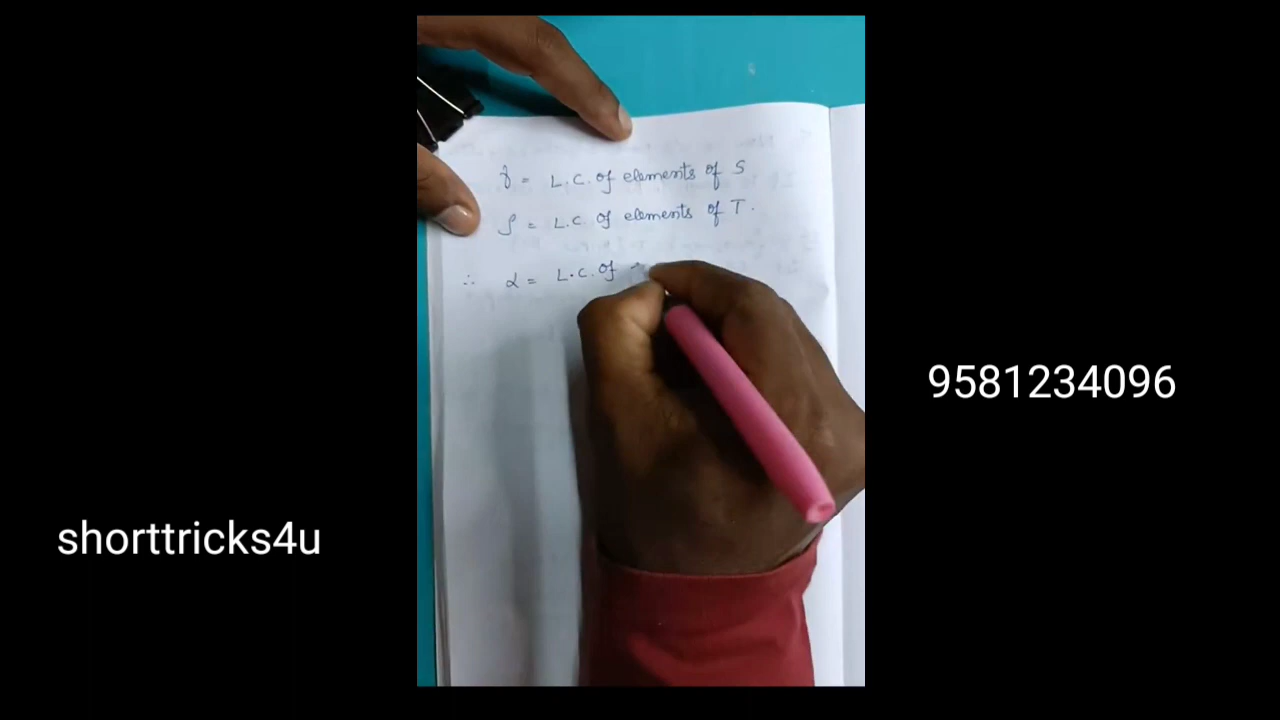 γ = L.C. of elements of S
ρ = L.C. of elements of T.
∴ α = L.C. of
9581234096
shorttricks4u